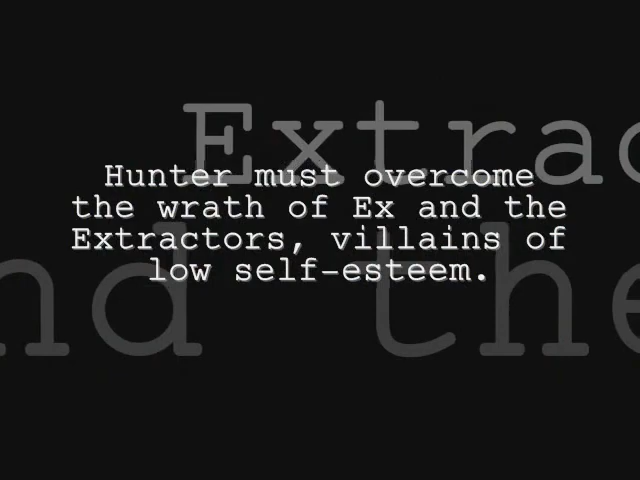 Extrac
Hunter must overcome
the wrath of Ex and the
Extractors, villains of
low self-esteem.
nd the